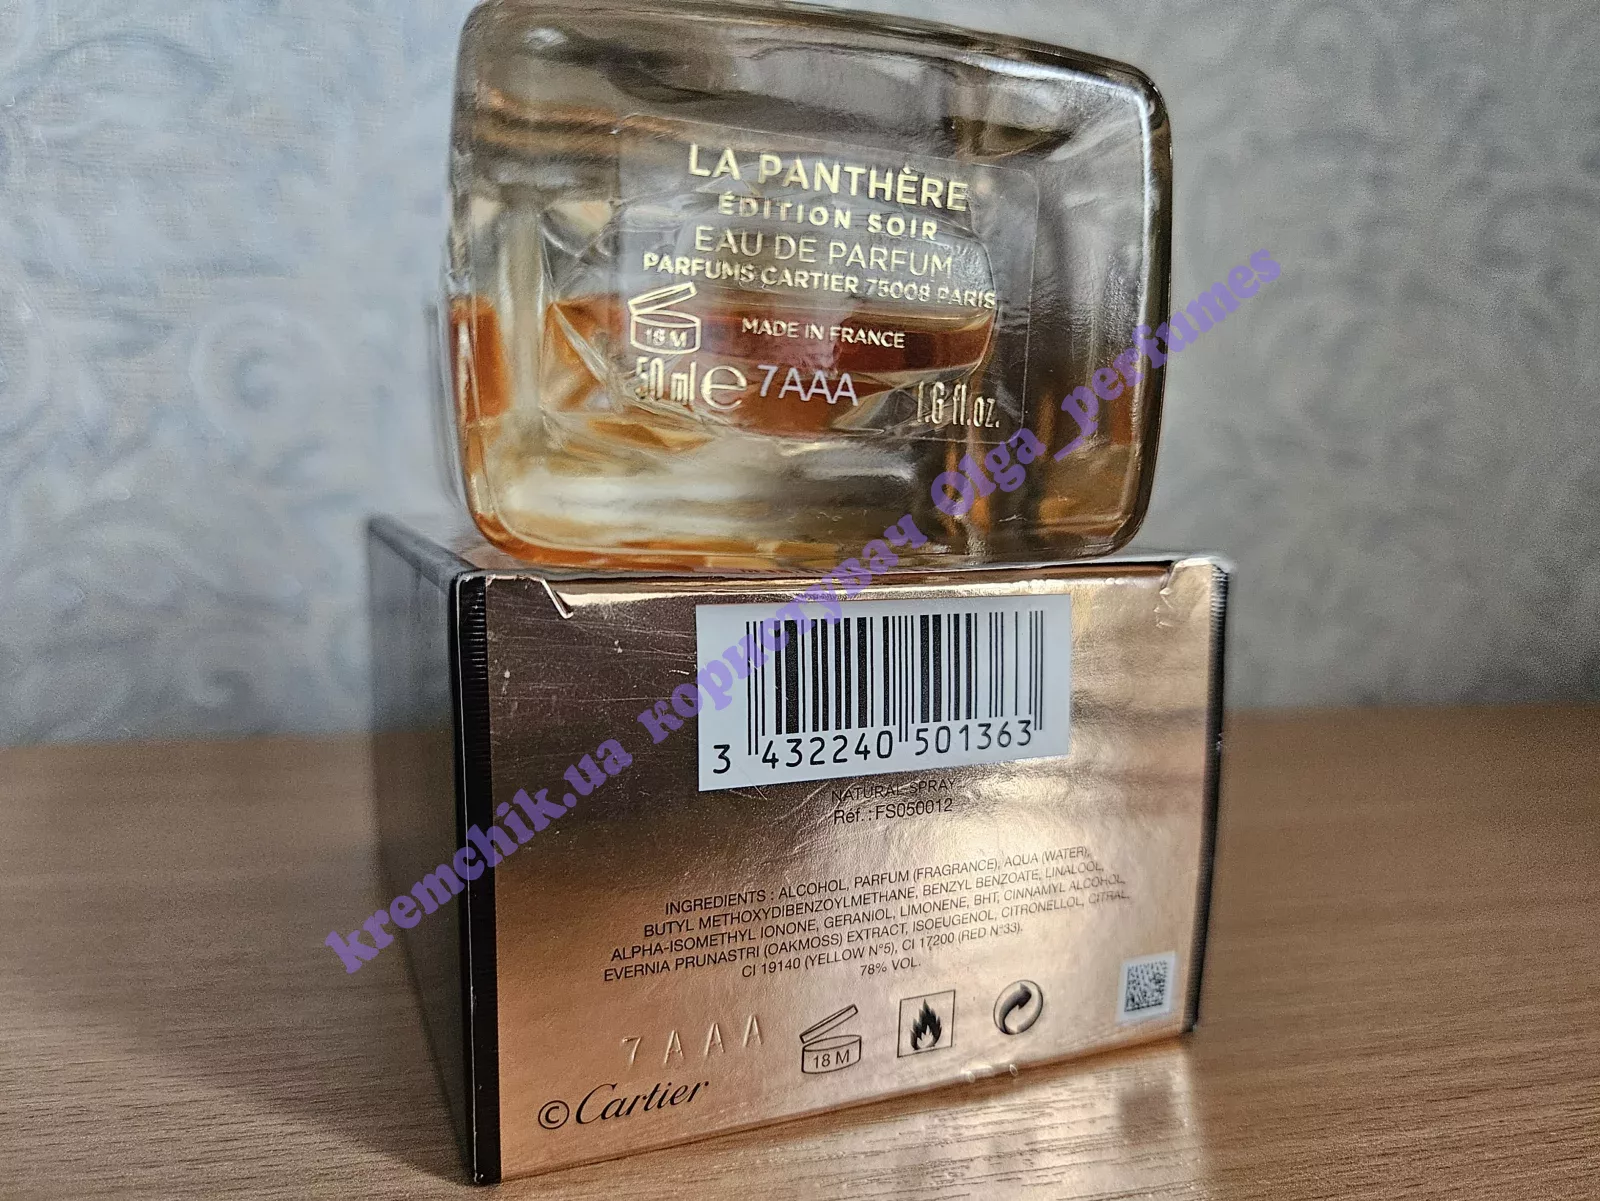 LA PANTHÈRE
ÉDITION SOIR
EAU DE PARFUM
PARFUMS CARTIER 75008 PARIS
18 M
MADE IN FRANCE
50 ml e 7AAA 1.6 fl.oz.
kremchik.ua користувач Olga_perfumes
3 432240 501363
NATURAL SPRAY
Réf. : FS050012
INGREDIENTS : ALCOHOL, PARFUM (FRAGRANCE), AQUA (WATER),
BUTYL METHOXYDIBENZOYLMETHANE, BENZYL BENZOATE, LINALOOL,
ALPHA-ISOMETHYL IONONE, GERANIOL, LIMONENE, BHT, CINNAMYL ALCOHOL,
EVERNIA PRUNASTRI (OAKMOSS) EXTRACT, ISOEUGENOL, CITRONELLOL, CITRAL,
CI 19140 (YELLOW N°5), CI 17200 (RED N°33).
78% VOL.
7 A A A
18 M
©Cartier